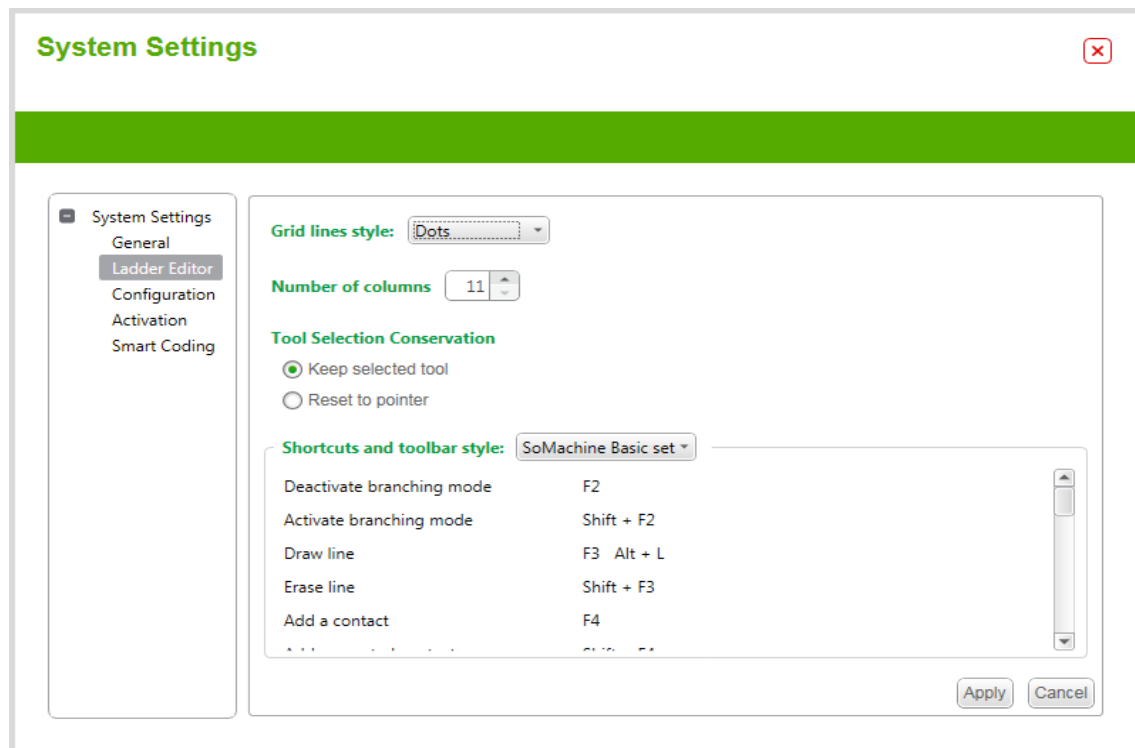 System Settings
System Settings
General
Ladder Editor
Configuration
Activation
Smart Coding
Grid lines style: Dots
Number of columns 11
Tool Selection Conservation
Keep selected tool
Reset to pointer
Shortcuts and toolbar style: SoMachine Basic set
Deactivate branching mode F2
Activate branching mode Shift + F2
Draw line F3 Alt + L
Erase line Shift + F3
Add a contact F4
Apply Cancel